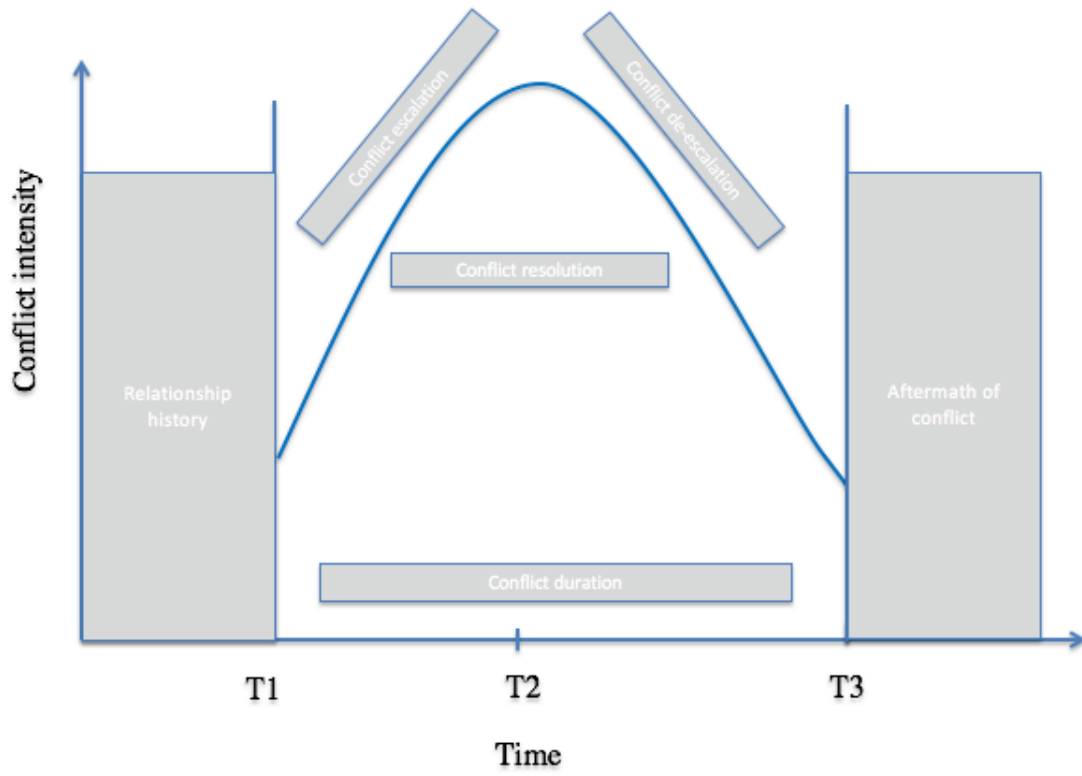 Conflict escalation
Conflict de-escalation
Conflict intensity
Conflict resolution
Relationship
history
Aftermath of
conflict
Conflict duration
T1
T2
T3
Time